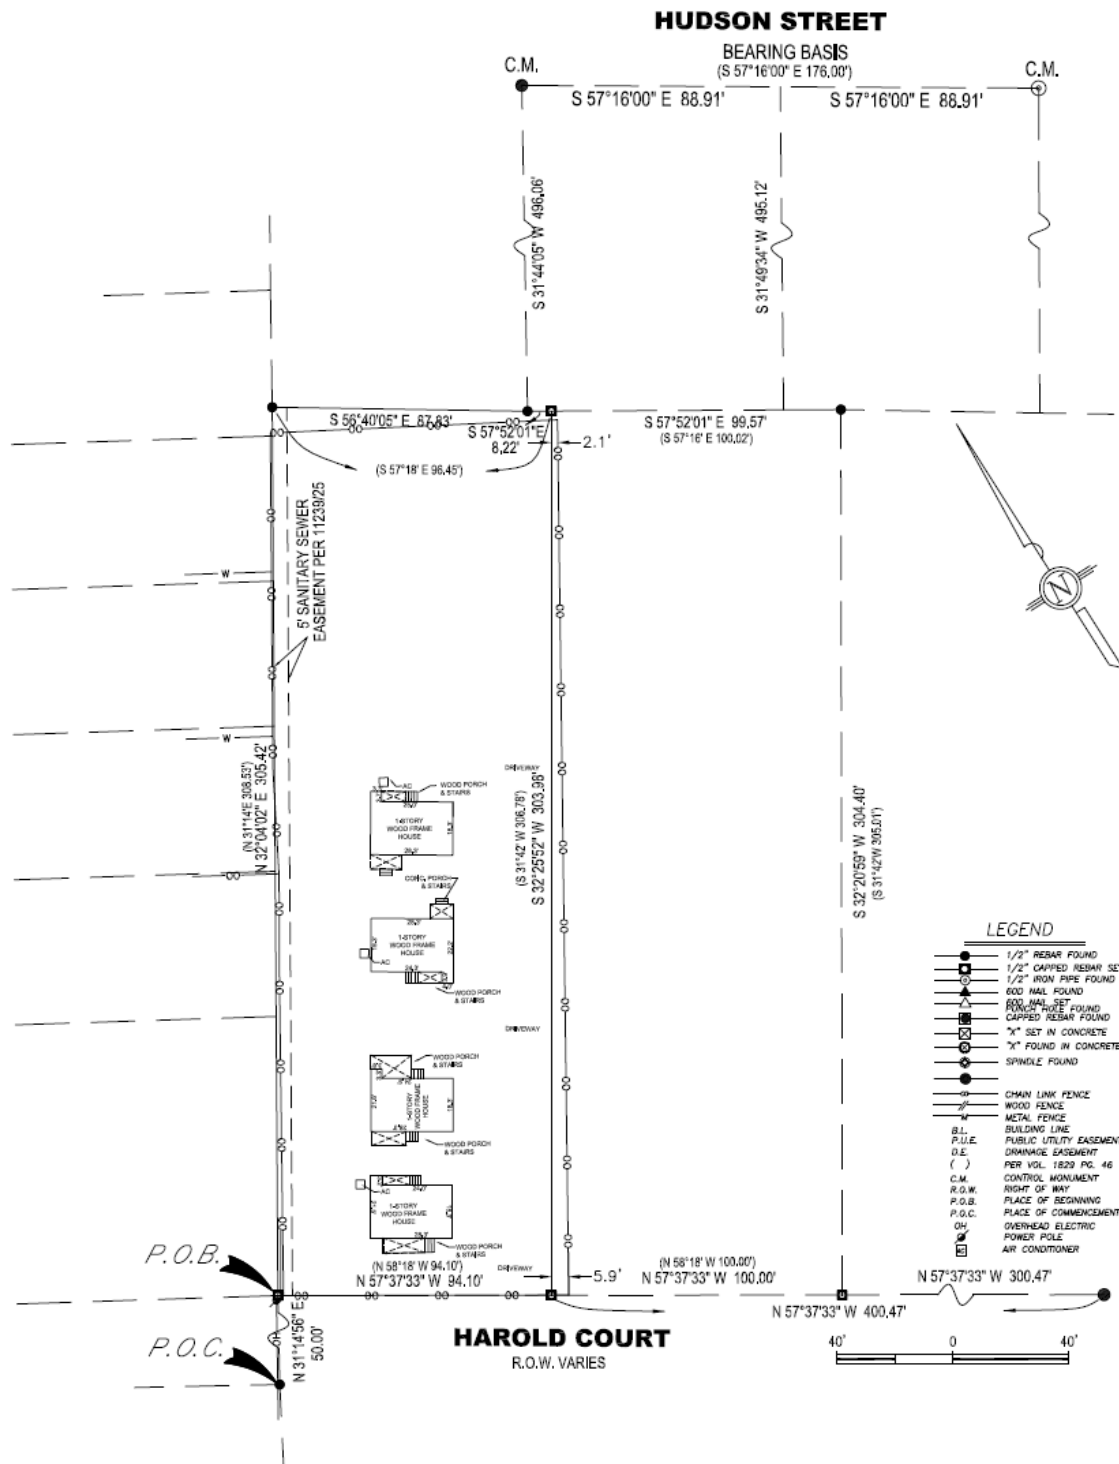 HUDSON STREET
BEARING BASIS
(S 57°16'00" E 176.00')
C.M.
C.M.
S 57°16'00" E 88.91'
S 57°16'00" E 88.91'
S 31°44'05" W 496.06'
S 31°49'34" W 495.12'
S 56°40'05" E 87.83'
S 57°52'01" E
8.22'
S 57°52'01" E 99.57'
(S 57°16' E 100.02')
2.1'
(S 57°18' E 96.45')
5' SANITARY SEWER
EASEMENT PER 11239/25
N
W
W
(N 31°14'E 308.53')
N 32°04'02" E 305.42'
DRIVEWAY
(S 31°42' W 306.78')
S 32°25'52" W 303.98'
S 32°20'59" W 304.40'
(S 31°42'W 305.01')
AC
WOOD PORCH
& STAIRS
1-STORY
WOOD FRAME
HOUSE
CONC. PORCH
& STAIRS
1-STORY
WOOD FRAME
HOUSE
AC
WOOD PORCH
& STAIRS
DRIVEWAY
WOOD PORCH
& STAIRS
1-STORY
WOOD FRAME
HOUSE
WOOD PORCH
& STAIRS
AC
1-STORY
WOOD FRAME
HOUSE
WOOD PORCH
& STAIRS
DRIVEWAY
LEGEND
1/2" REBAR FOUND
1/2" CAPPED REBAR SE
1/2" IRON PIPE FOUND
60D NAIL FOUND
60D NAIL SET
PUNCH HOLE FOUND
CAPPED REBAR FOUND
"X" SET IN CONCRETE
"X" FOUND IN CONCRETE
SPINDLE FOUND
CHAIN LINK FENCE
WOOD FENCE
METAL FENCE
B.L. BUILDING LINE
P.U.E. PUBLIC UTILITY EASEMENT
D.E. DRAINAGE EASEMENT
( ) PER VOL. 1829 PG. 46
C.M. CONTROL MONUMENT
R.O.W. RIGHT OF WAY
P.O.B. PLACE OF BEGINNING
P.O.C. PLACE OF COMMENCEMENT
OH OVERHEAD ELECTRIC
POWER POLE
AC AIR CONDITIONER
P.O.B.
(N 58°18' W 94.10')
N 57°37'33" W 94.10'
5.9'
(N 58°18' W 100.00')
N 57°37'33" W 100.00'
N 57°37'33" W 300.47'
N 57°37'33" W 400.47'
N 31°14'56" E
50.00'
OH
P.O.C.
HAROLD COURT
R.O.W. VARIES
40' 0 40'